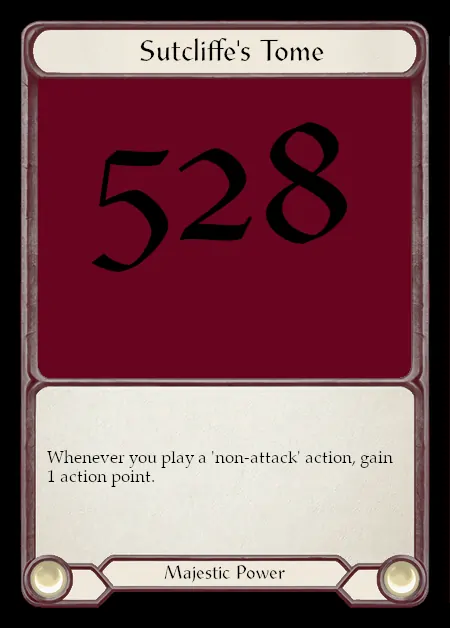 Sutcliffe's Tome
528
Whenever you play a 'non-attack' action, gain
1 action point.
Majestic Power